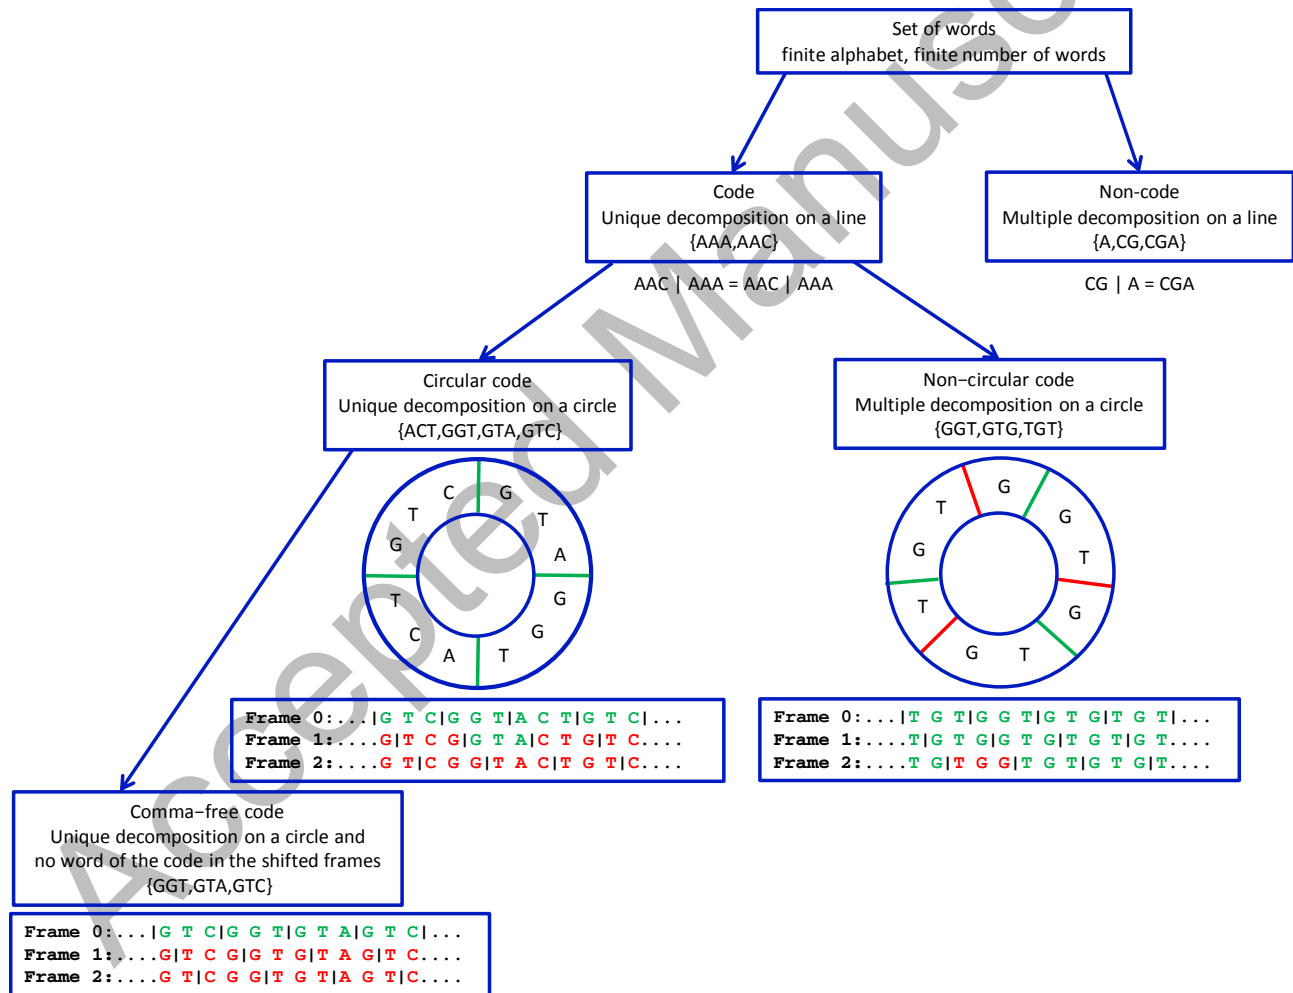 Set of words
finite alphabet, finite number of words
Code
Unique decomposition on a line
{AAA,AAC}
Non-code
Multiple decomposition on a line
{A,CG,CGA}
AAC | AAA = AAC | AAA
CG | A = CGA
Circular code
Unique decomposition on a circle
{ACT,GGT,GTA,GTC}
Non−circular code
Multiple decomposition on a circle
{GGT,GTG,TGT}
G T A G G T A C T G T C
G G T G T G T G T
Frame 0:...|G T C|G G T|A C T|G T C|...
Frame 1:....G|T C G|G T A|C T G|T C....
Frame 2:....G T|C G G|T A C|T G T|C....
Frame 0:...|T G T|G G T|G T G|T G T|...
Frame 1:....T|G T G|G T G|T G T|G T....
Frame 2:....T G|T G G|T G T|G T G|T....
Comma−free code
Unique decomposition on a circle and
no word of the code in the shifted frames
{GGT,GTA,GTC}
Frame 0:...|G T C|G G T|G T A|G T C|...
Frame 1:....G|T C G|G T G|T A G|T C....
Frame 2:....G T|C G G|T G T|A G T|C....
Accepted Manusc